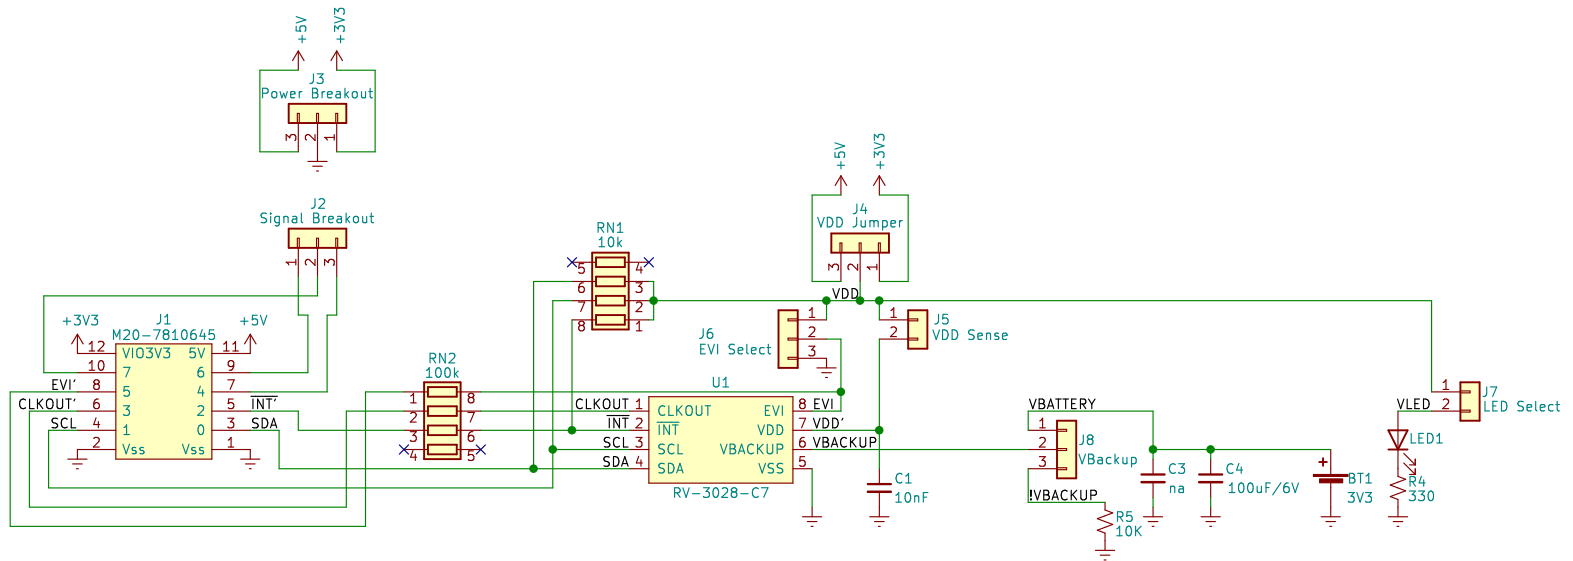 +5V
+3V3
J3
Power Breakout
3
2
1
J2
Signal Breakout
1
2
3
+3V3
J1
+5V
M20-7810645
12 VIO3V3 5V 11
10 7 6 9
EVI' 8 5 4 7
CLKOUT' 6 3 2 5 INT'
SCL 4 1 0 3 SDA
2 Vss Vss 1
RN1
10k
5 4
6 3
7 2
8 1
RN2
100k
1 8
2 7
3 6
4 5
+5V
+3V3
J4
VDD Jumper
3
2
1
VDD
J6
EVI Select
1
2
3
J5
VDD Sense
1
2
U1
CLKOUT 1 CLKOUT EVI 8 EVI
INT 2 INT VDD 7 VDD'
SCL 3 SCL VBACKUP 6 VBACKUP
SDA 4 SDA VSS 5
RV-3028-C7
C1
10nF
VBATTERY
1
2
3
J8
VBackup
!VBACKUP
R5
10K
C3
na
C4
100uF/6V
+
BT1
3V3
1
2
J7
LED Select
VLED
LED1
R4
330